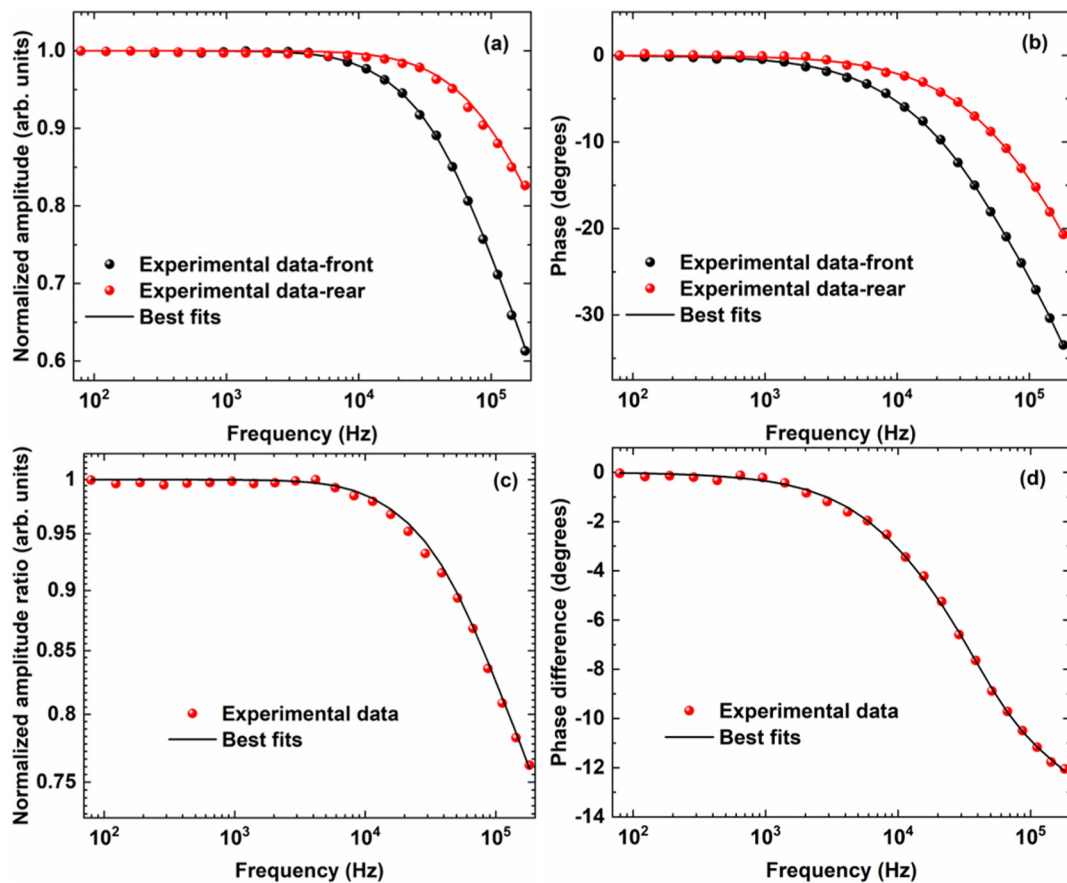 (a)
Normalized amplitude (arb. units)
1.0
0.9
0.8
0.7
0.6
Experimental data-front
Experimental data-rear
Best fits
10² 10³ 10⁴ 10⁵
Frequency (Hz)
(b)
Phase (degrees)
0
-10
-20
-30
Experimental data-front
Experimental data-rear
Best fits
10² 10³ 10⁴ 10⁵
Frequency (Hz)
(c)
Normalized amplitude ratio (arb. units)
1
0.95
0.9
0.85
0.8
0.75
Experimental data
Best fits
10² 10³ 10⁴ 10⁵
Frequency (Hz)
(d)
Phase difference (degrees)
0
-2
-4
-6
-8
-10
-12
-14
Experimental data
Best fits
10² 10³ 10⁴ 10⁵
Frequency (Hz)